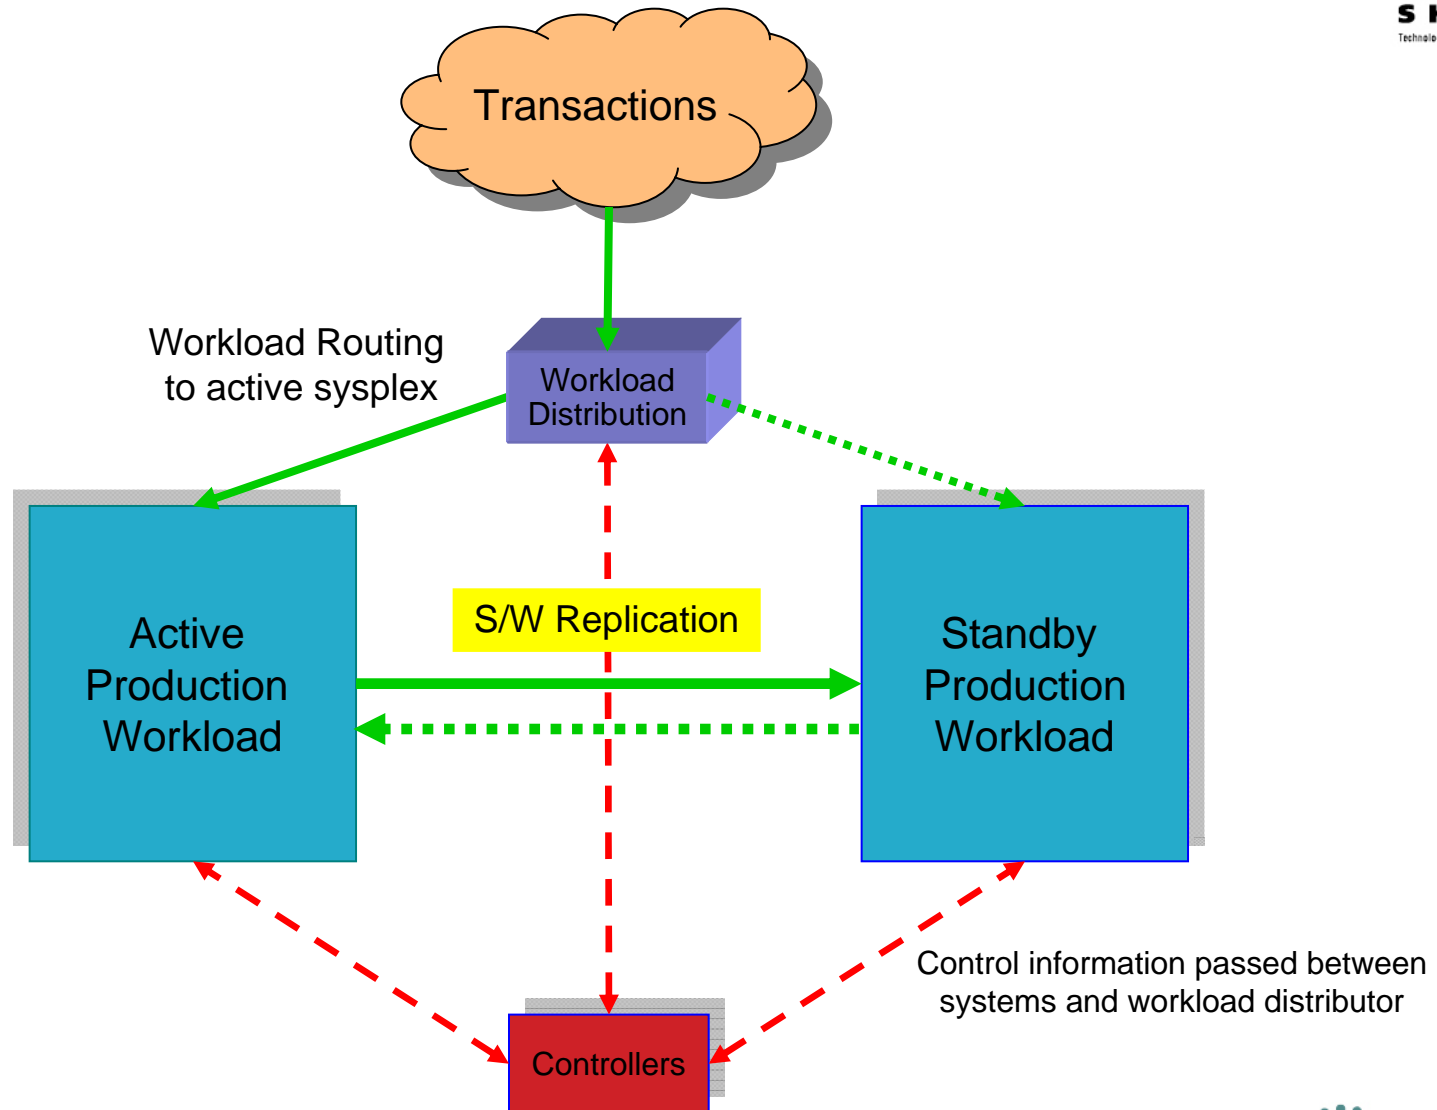 Transactions
Workload Routing
to active sysplex
Workload
Distribution
S/W Replication
Active
Production
Workload
Standby
Production
Workload
Control information passed between
systems and workload distributor
Controllers